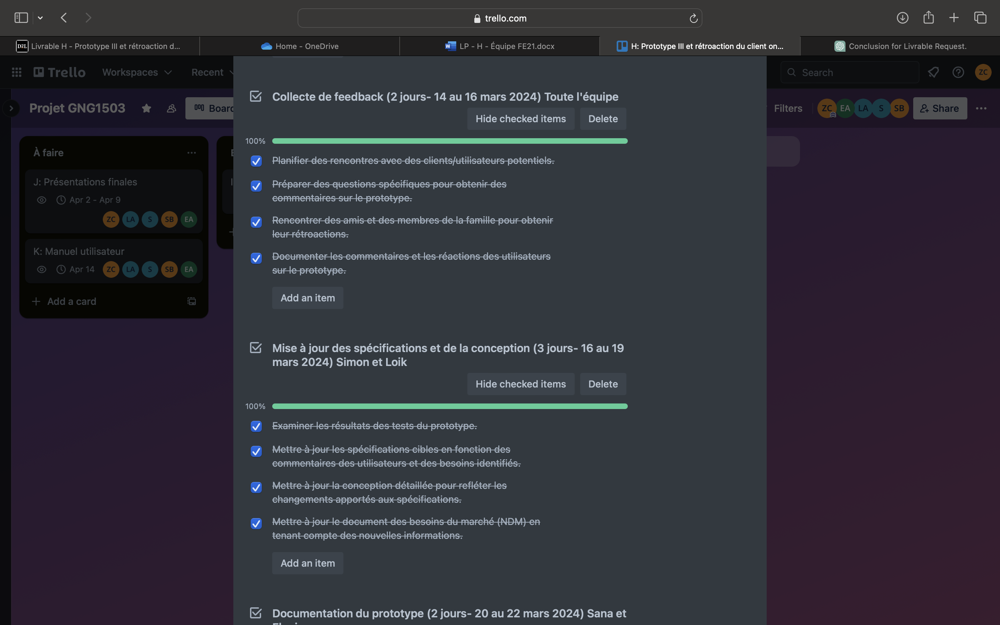 trello.com
D2L Livrable H - Prototype III et rétroaction d...
Home - OneDrive
LP - H - Équipe FE21.docx
H: Prototype III et rétroaction du client on...
Conclusion for Livrable Request.
Trello
Workspaces
Recent
Search
ZC
Projet GNG1503
Filters
ZC EA LA S SB
Share
À faire
J: Présentations finales
Apr 2 - Apr 9
ZC LA S SB EA
K: Manuel utilisateur
Apr 14 ZC LA S SB EA
Add a card
Collecte de feedback (2 jours- 14 au 16 mars 2024) Toute l'équipe
Hide checked items Delete
100%
Planifier des rencontres avec des clients/utilisateurs potentiels.
Préparer des questions spécifiques pour obtenir des
commentaires sur le prototype.
Rencontrer des amis et des membres de la famille pour obtenir
leur rétroactions.
Documenter les commentaires et les réactions des utilisateurs
sur le prototype.
Add an item
Mise à jour des spécifications et de la conception (3 jours- 16 au 19
mars 2024) Simon et Loik
Hide checked items Delete
100%
Examiner les résultats des tests du prototype.
Mettre à jour les spécifications cibles en fonction des
commentaires des utilisateurs et des besoins identifiés.
Mettre à jour la conception détaillée pour refléter les
changements apportés aux spécifications.
Mettre à jour le document des besoins du marché (NDM) en
tenant compte des nouvelles informations.
Add an item
Documentation du prototype (2 jours- 20 au 22 mars 2024) Sana et